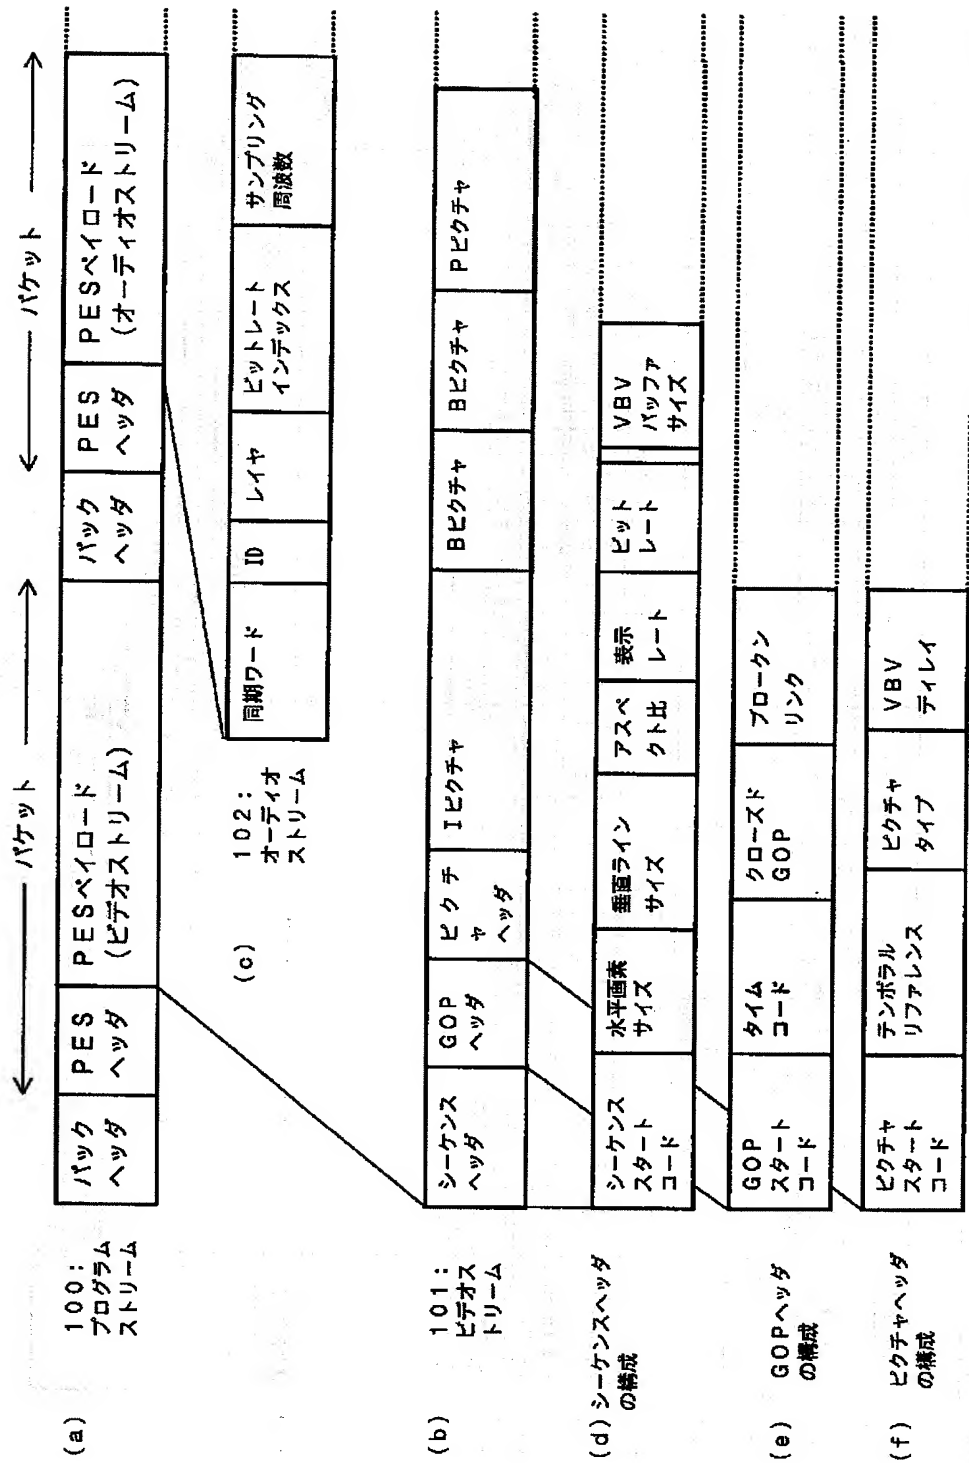 (a)
100:
プログラム
ストリーム
パック
ヘッダ
PES
ヘッダ
PESペイロード
(ビデオストリーム)
パック
ヘッダ
PES
ヘッダ
PESペイロード
(オーディオストリーム)
パケット
パケット
(c)
102:
オーディオ
ストリーム
同期ワード
ID
レイヤ
ビットレート
インデックス
サンプリング
周波数
(b)
101:
ビデオス
トリーム
シーケンス
ヘッダ
GOP
ヘッダ
ピクチ
ャ
ヘッダ
Iピクチャ
Bピクチャ
Bピクチャ
Pピクチャ
(d)シーケンスヘッダ
の構成
シーケンス
スタート
コード
水平画素
サイズ
垂直ライン
サイズ
アスペ
クト比
表示
レート
ビット
レート
VBV
バッファ
サイズ
(e)
GOPヘッダ
の構成
GOP
スタート
コード
タイム
コード
クローズド
GOP
ブロークン
リンク
(f)
ピクチャヘッダ
の構成
ピクチャ
スタート
コード
テンポラル
リファレンス
ピクチャ
タイプ
VBV
ディレイ